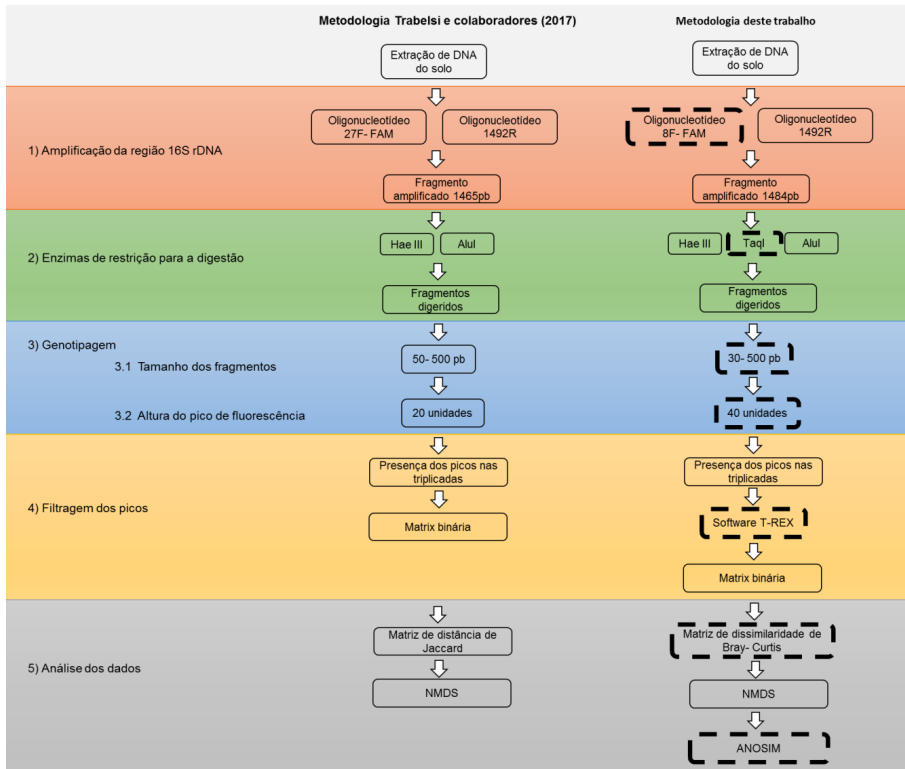 Metodologia Trabelsi e colaboradores (2017)
Metodologia deste trabalho
Extração de DNA
do solo
Extração de DNA
do solo
1) Amplificação da região 16S rDNA
Oligonucleotídeo
27F- FAM
Oligonucleotídeo
1492R
Oligonucleotídeo
8F- FAM
Oligonucleotídeo
1492R
Fragmento
amplificado 1465pb
Fragmento
amplificado 1484pb
2) Enzimas de restrição para a digestão
Hae III
AluI
Hae III
TaqI
AluI
Fragmentos
digeridos
Fragmentos
digeridos
3) Genotipagem
3.1 Tamanho dos fragmentos
50- 500 pb
30- 500 pb
3.2 Altura do pico de fluorescência
20 unidades
40 unidades
4) Filtragem dos picos
Presença dos picos nas
triplicadas
Presença dos picos nas
triplicadas
Matrix binária
Software T-REX
Matrix binária
5) Análise dos dados
Matriz de distância de
Jaccard
Matriz de dissimilaridade de
Bray- Curtis
NMDS
NMDS
ANOSIM